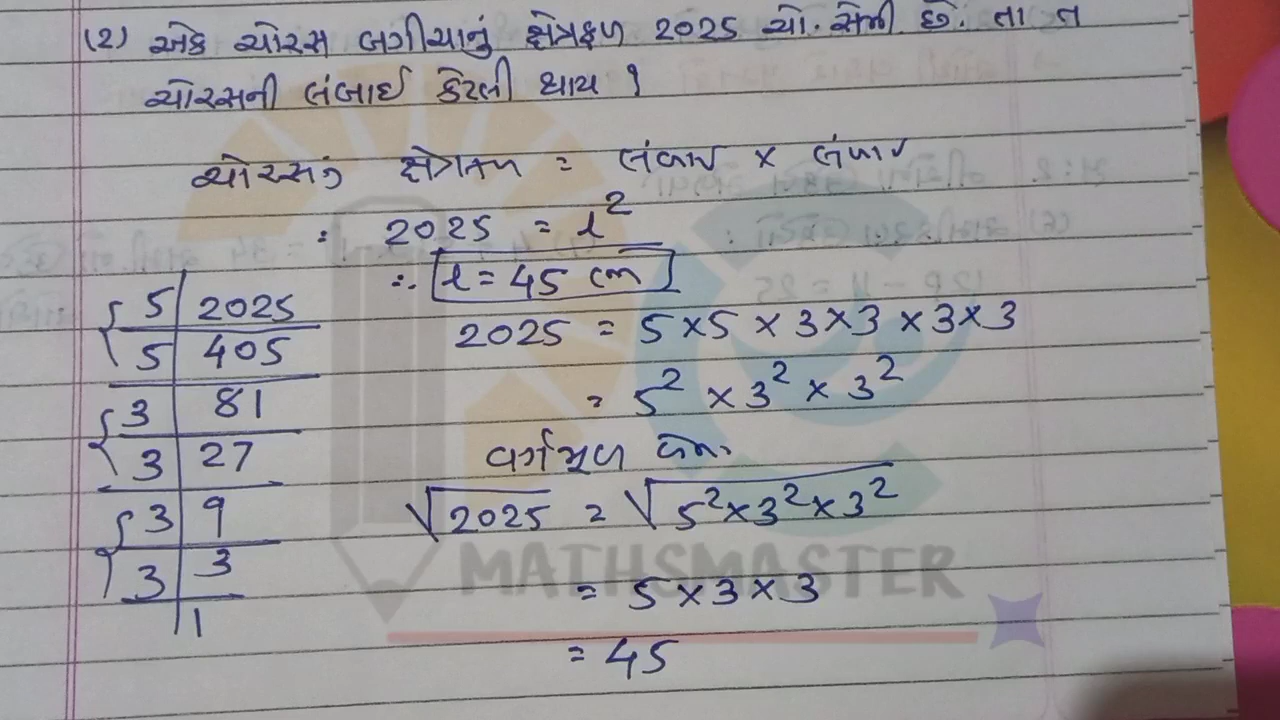 (2) એક ચોરસ બગીચાનું ક્ષેત્રફળ 2025 ચો. સેમી છે. તો તે
ચોરસની લંબાઈ કેટલી થાય ?
ચોરસનું ક્ષેત્રફળ = લંબાઈ × લંબાઈ
∴ 2025 = l²
∴ l = 45 cm
5 | 2025
5 | 405
3 | 81
3 | 27
3 | 9
3 | 3
1
2025 = 5 × 5 × 3 × 3 × 3 × 3
= 5² × 3² × 3²
વર્ગમૂળ
√2025 = √5² × 3² × 3²
= 5 × 3 × 3
= 45
MATHSMASTER